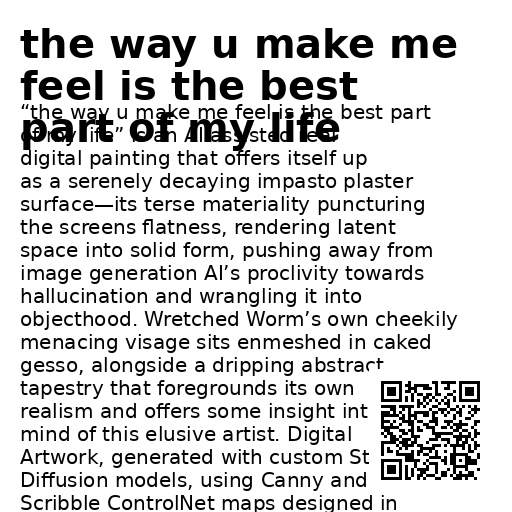 the way u make me
feel is the best
part of my life
“the way u make me feel is the best part
of my life” is an AI assisted
digital painting that offers itself up
as a serenely decaying impasto plaster
surface—its terse materiality puncturing
the screens flatness, rendering latent
space into solid form, pushing away from
image generation AI’s proclivity towards
hallucination and wrangling it into
objecthood. Wretched Worm’s own cheekily
menacing visage sits enmeshed in caked
gesso, alongside a dripping abstract
tapestry that foregrounds its own
realism and offers some insight int
mind of this elusive artist. Digital
Artwork, generated with custom St
Diffusion models, using Canny and
Scribble ControlNet maps designed in